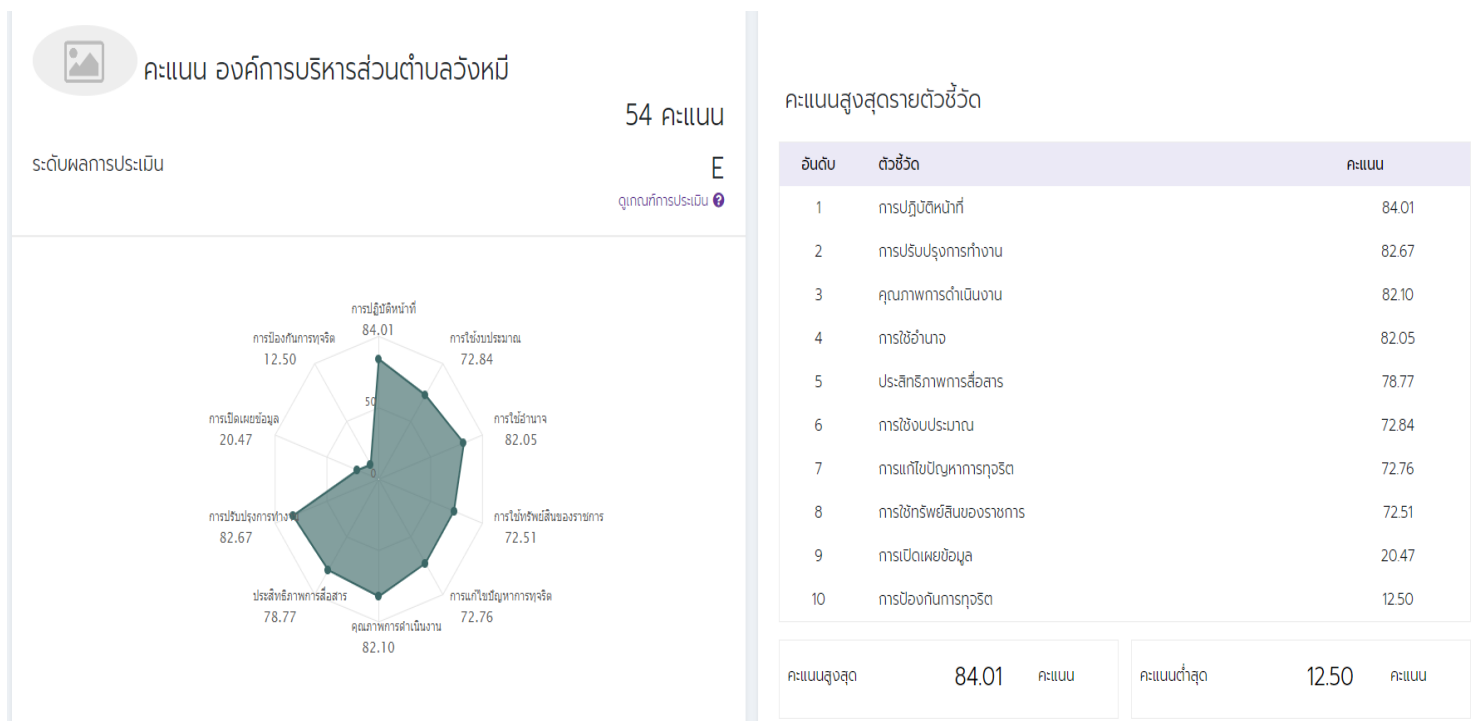 คะแนน องค์การบริหารส่วนตำบลวังหมี
54 คะแนน
ระดับผลการประเมิน
E
ดูเกณฑ์การประเมิน ?
การปฏิบัติหน้าที่
84.01
การป้องกันการทุจริต
12.50
การใช้งบประมาณ
72.84
50
การเปิดเผยข้อมูล
20.47
การใช้อำนาจ
82.05
0
การปรับปรุงการทำง
82.67
การใช้ทรัพย์สินของราชการ
72.51
ประสิทธิภาพการสื่อสาร
78.77
การแก้ไขปัญหาการทุจริต
72.76
คุณภาพการดำเนินงาน
82.10
คะแนนสูงสุดรายตัวชี้วัด
อันดับ ตัวชี้วัด คะแนน
1 การปฏิบัติหน้าที่ 84.01
2 การปรับปรุงการทำงาน 82.67
3 คุณภาพการดำเนินงาน 82.10
4 การใช้อำนาจ 82.05
5 ประสิทธิภาพการสื่อสาร 78.77
6 การใช้งบประมาณ 72.84
7 การแก้ไขปัญหาการทุจริต 72.76
8 การใช้ทรัพย์สินของราชการ 72.51
9 การเปิดเผยข้อมูล 20.47
10 การป้องกันการทุจริต 12.50
คะแนนสูงสุด 84.01 คะแนน
คะแนนต่ำสุด 12.50 คะแนน